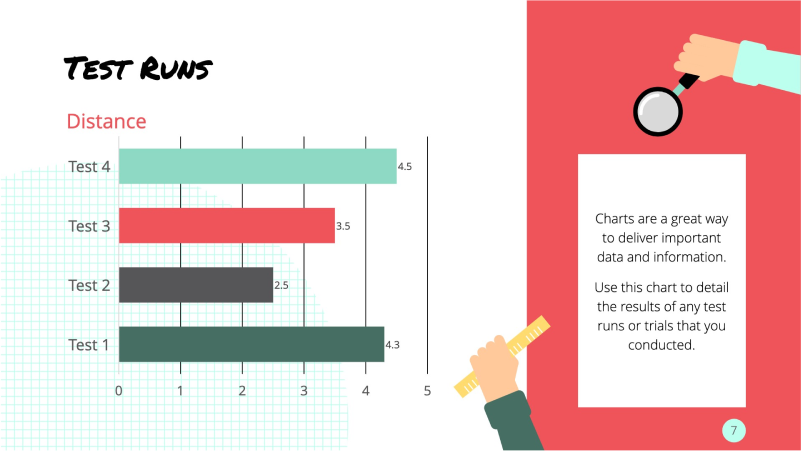 Test Runs
Distance
Test 4
4.5
Test 3
3.5
Test 2
2.5
Test 1
4.3
0 1 2 3 4 5
Charts are a great way
to deliver important
data and information.
Use this chart to detail
the results of any test
runs or trials that you
conducted.
7